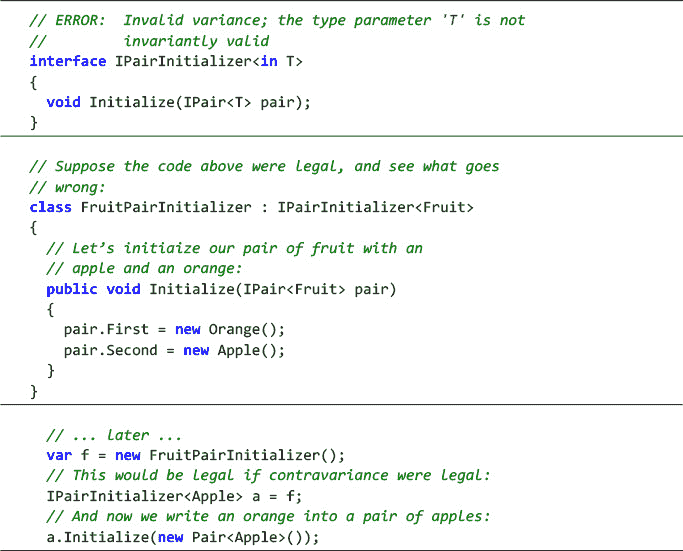 // ERROR:  Invalid variance; the type parameter 'T' is not
//         invariantly valid
interface IPairInitializer<in T>
{
  void Initialize(IPair<T> pair);
}
// Suppose the code above were legal, and see what goes
// wrong:
class FruitPairInitializer : IPairInitializer<Fruit>
{
  // Let’s initiaize our pair of fruit with an
  // apple and an orange:
  public void Initialize(IPair<Fruit> pair)
  {
    pair.First = new Orange();
    pair.Second = new Apple();
  }
}
  // ... later ...
  var f = new FruitPairInitializer();
  // This would be legal if contravariance were legal:
  IPairInitializer<Apple> a = f;
  // And now we write an orange into a pair of apples:
  a.Initialize(new Pair<Apple>());